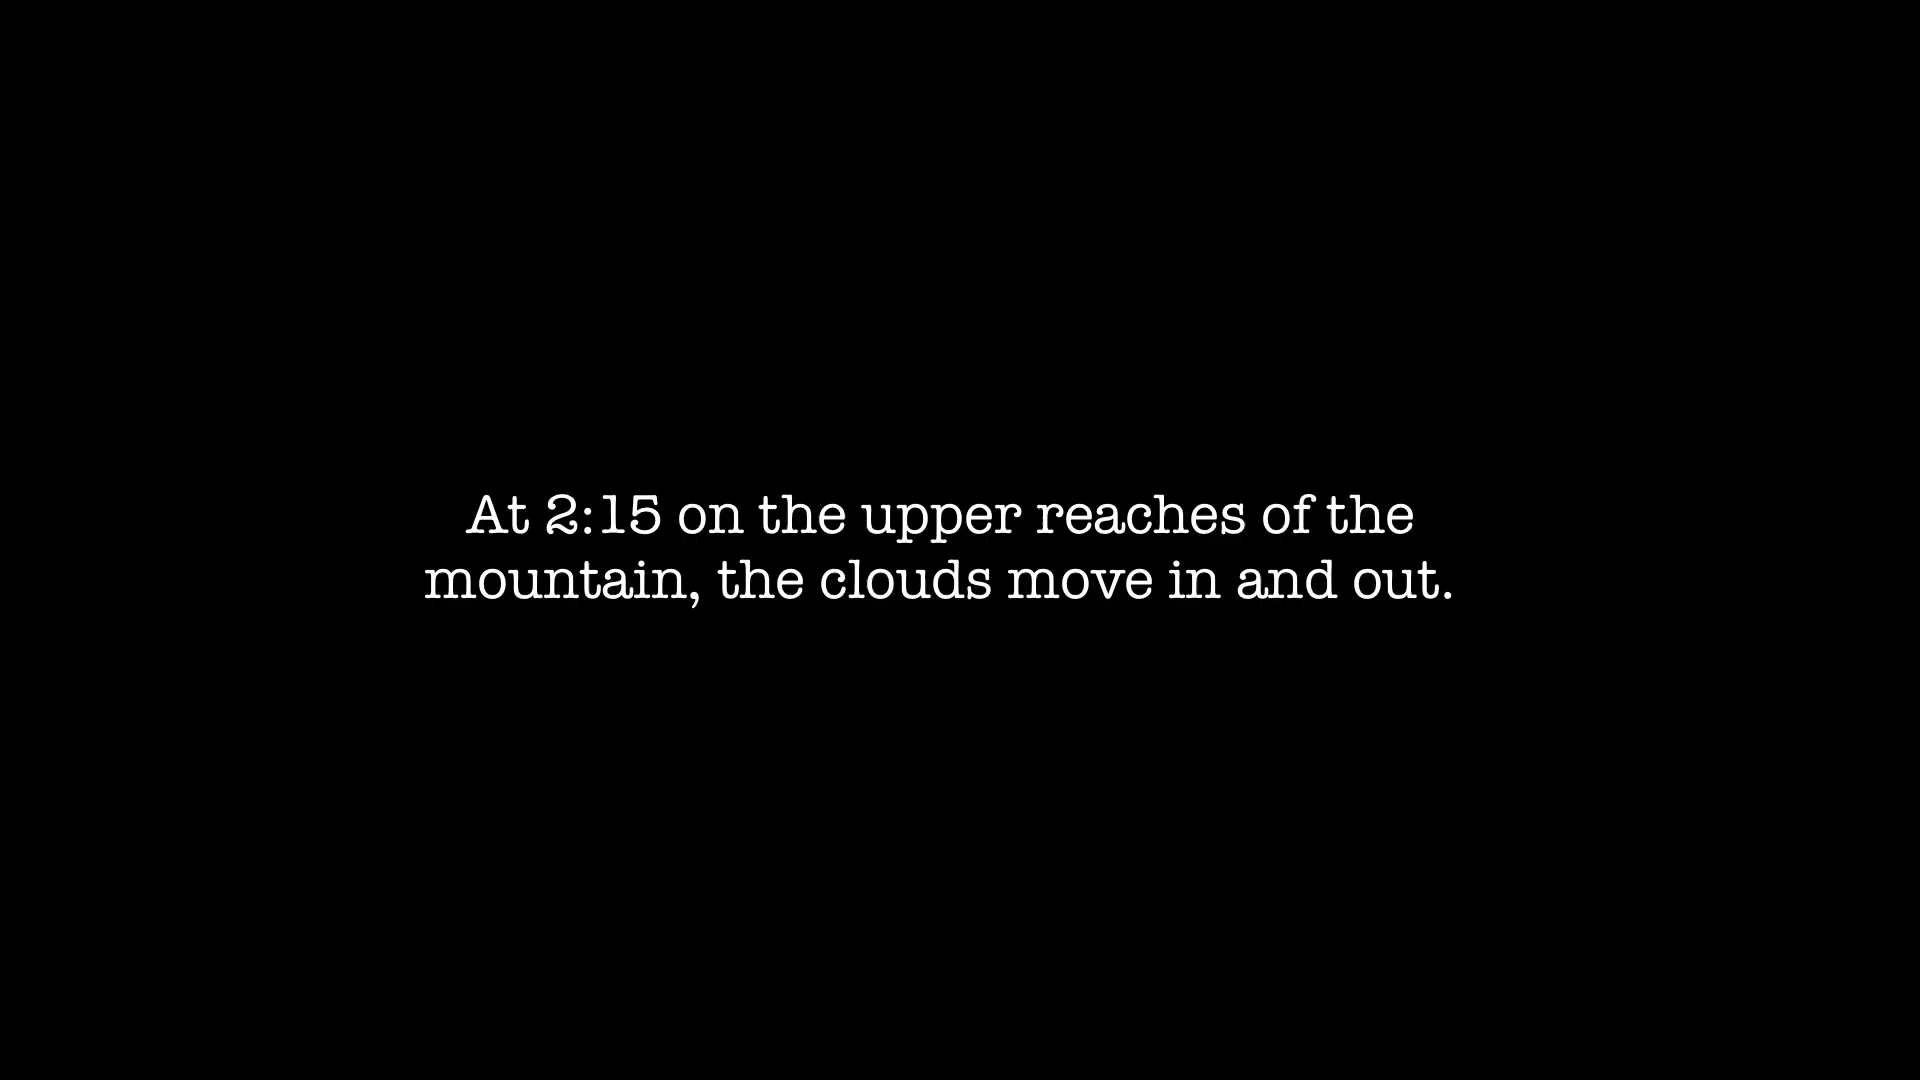 At 2:15 on the upper reaches of the
mountain, the clouds move in and out.